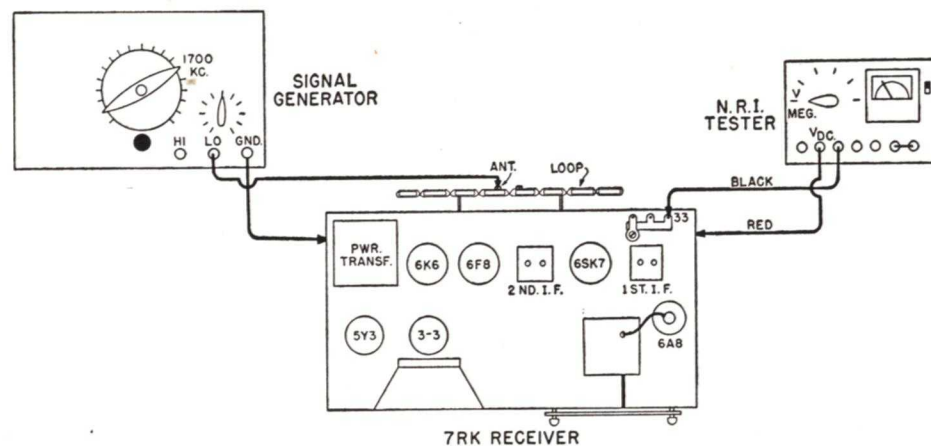 1700
KC.
SIGNAL
GENERATOR
HI
LO
GND.
V
MEG.
N.R.I.
TESTER
VDC.
ANT.
LOOP
BLACK
33
RED
PWR.
TRANSF.
6K6
6F8
2 ND. I. F.
6SK7
1 ST. I. F.
5Y3
3-3
6A8
7RK RECEIVER